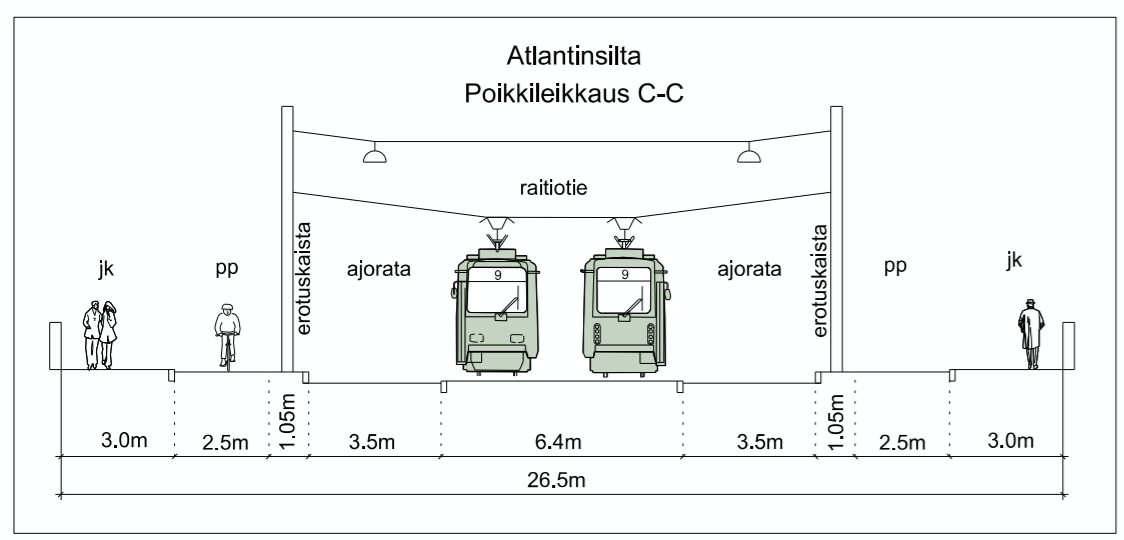 Atlantinsilta
Poikkileikkaus C-C
raitiotie
jk
pp
erotuskaista
ajorata
9
9
ajorata
erotuskaista
pp
jk
3.0m
2.5m
1.05m
3.5m
6.4m
3.5m
1.05m
2.5m
3.0m
26.5m